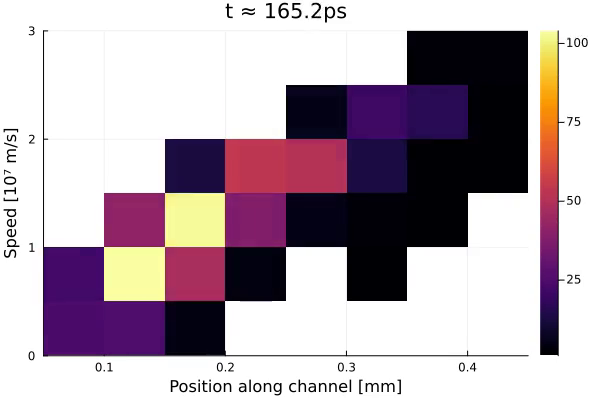 t ≈ 165.2ps
Speed [10⁷ m/s]
3
2
1
0
0.1 0.2 0.3 0.4
Position along channel [mm]
100
75
50
25